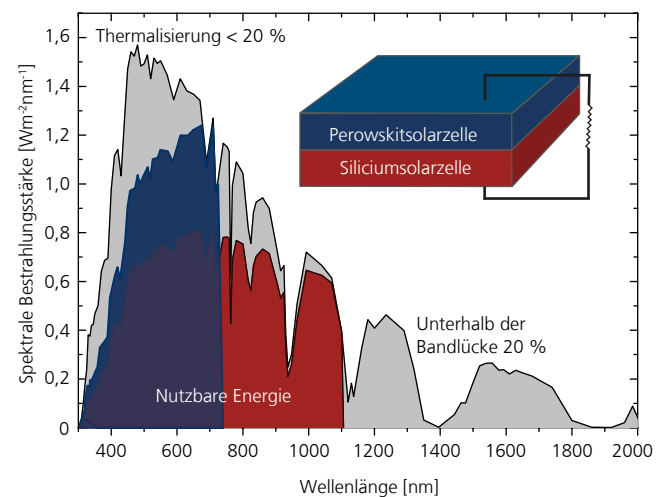 Thermalisierung < 20 %
Perowskitsolarzelle
Siliciumsolarzelle
Unterhalb der
Bandlücke 20 %
Nutzbare Energie
Spektrale Bestrahlungsstärke [Wm⁻²nm⁻¹]
1,6
1,4
1,2
1,0
0,8
0,6
0,4
0,2
0
400 600 800 1000 1200 1400 1600 1800 2000
Wellenlänge [nm]